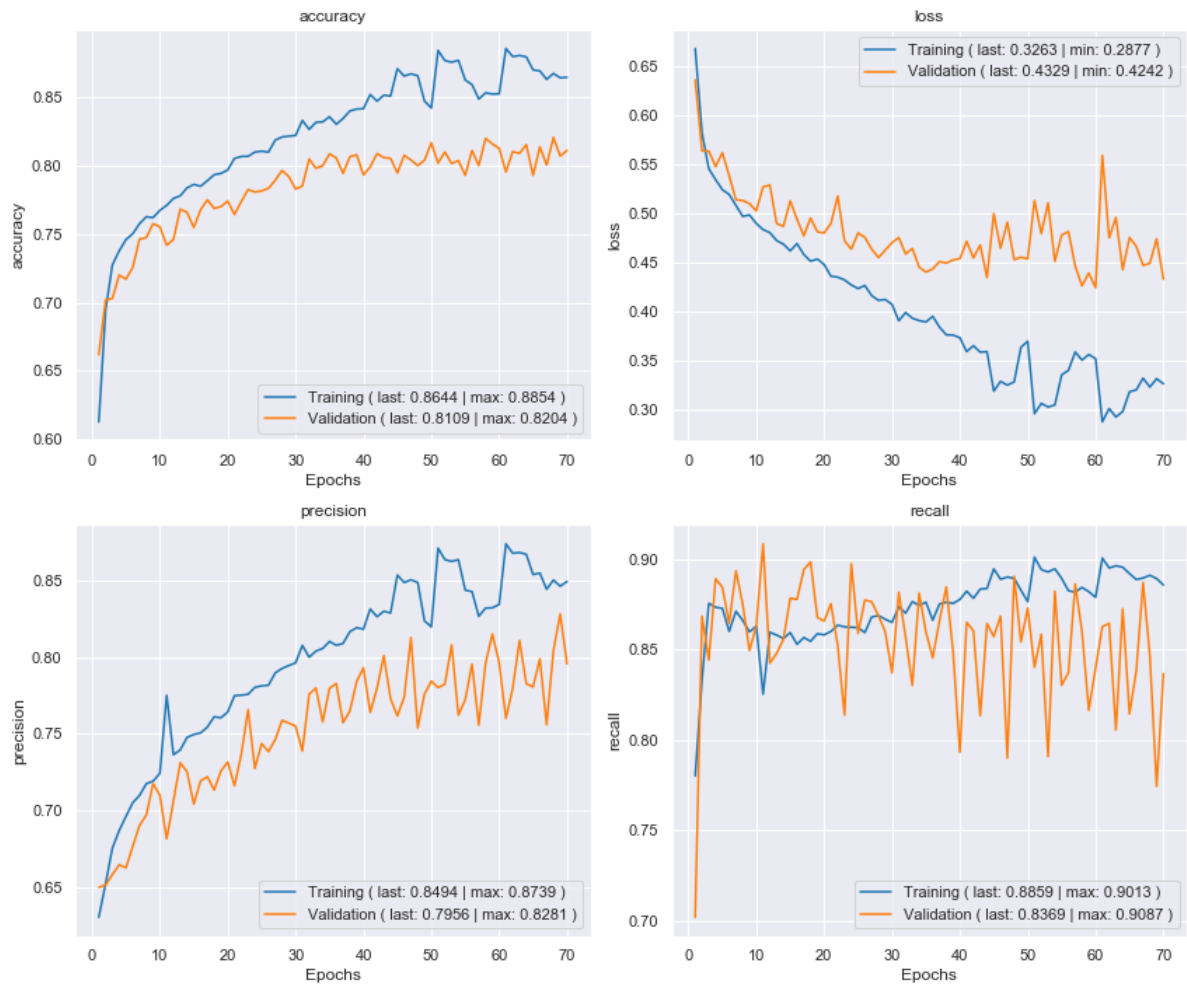 accuracy
0.85
0.80
0.75
0.70
0.65
0.60
accuracy
Training ( last: 0.8644 | max: 0.8854 )
Validation ( last: 0.8109 | max: 0.8204 )
0 10 20 30 40 50 60 70
Epochs
loss
0.65
0.60
0.55
0.50
0.45
0.40
0.35
0.30
loss
Training ( last: 0.3263 | min: 0.2877 )
Validation ( last: 0.4329 | min: 0.4242 )
0 10 20 30 40 50 60 70
Epochs
precision
0.85
0.80
0.75
0.70
0.65
precision
Training ( last: 0.8494 | max: 0.8739 )
Validation ( last: 0.7956 | max: 0.8281 )
0 10 20 30 40 50 60 70
Epochs
recall
0.90
0.85
0.80
0.75
0.70
recall
Training ( last: 0.8859 | max: 0.9013 )
Validation ( last: 0.8369 | max: 0.9087 )
0 10 20 30 40 50 60 70
Epochs